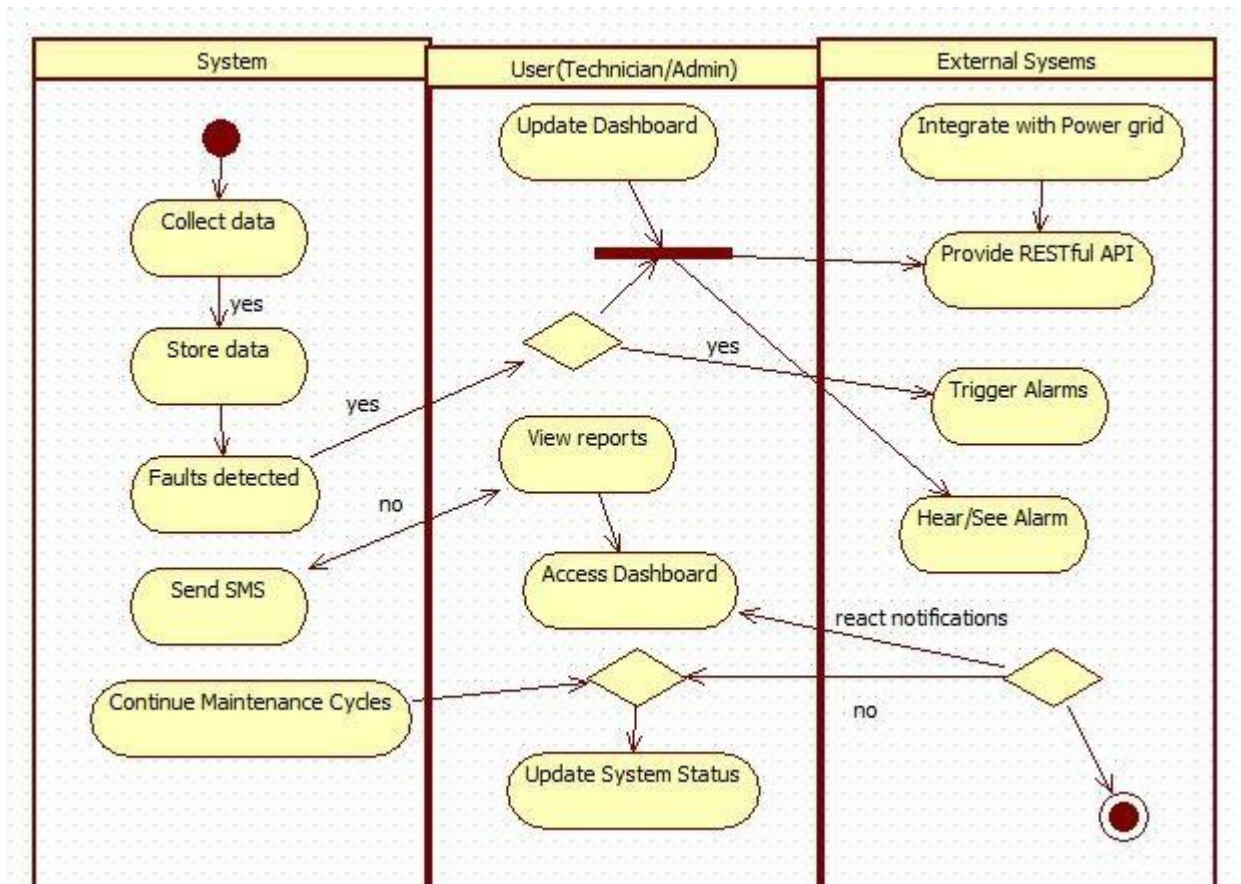 System
User(Technician/Admin)
External Sysems
Update Dashboard
Integrate with Power grid
Collect data
Provide RESTful API
yes
Store data
yes
yes
Trigger Alarms
View reports
Faults detected
no
Hear/See Alarm
Send SMS
Access Dashboard
react notifications
Continue Maintenance Cycles
no
Update System Status